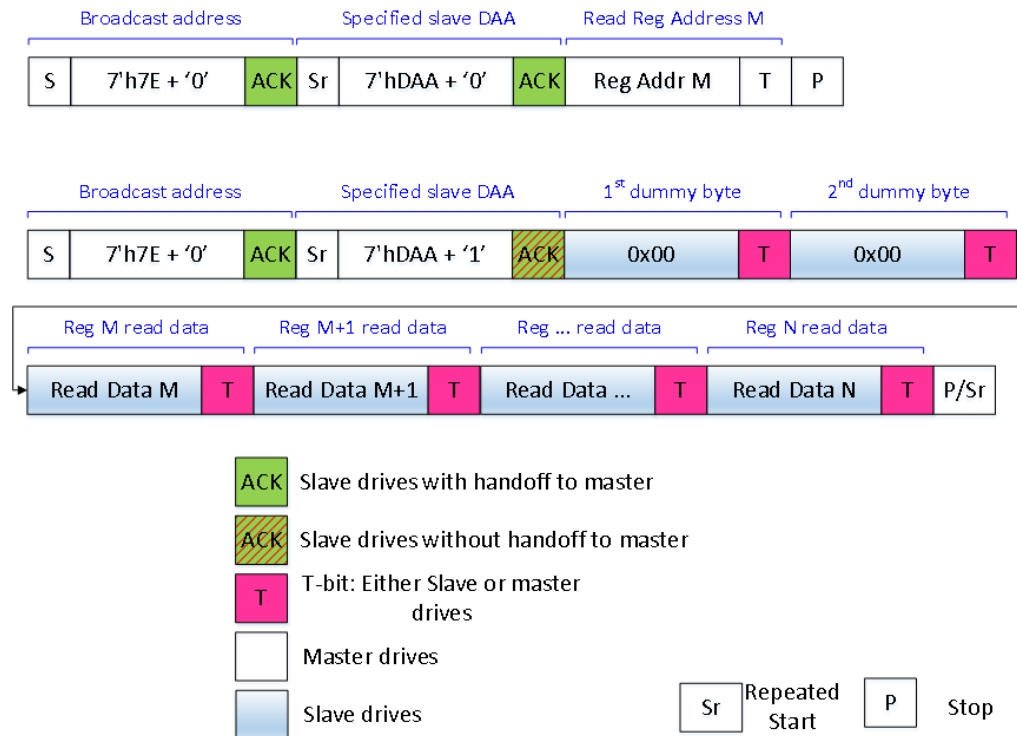 Broadcast address Specified slave DAA Read Reg Address M
S 7'h7E + ‘0’ ACK Sr 7'hDAA + ‘0’ ACK Reg Addr M T P
Broadcast address Specified slave DAA 1st dummy byte 2nd dummy byte
S 7'h7E + ‘0’ ACK Sr 7'hDAA + ‘1’ ACK 0x00 T 0x00 T
Reg M read data Reg M+1 read data Reg ... read data Reg N read data
Read Data M T Read Data M+1 T Read Data ... T Read Data N T P/Sr
ACK Slave drives with handoff to master
ACK Slave drives without handoff to master
T T-bit: Either Slave or master
drives
Master drives
Slave drives
Sr Repeated
Start
P Stop